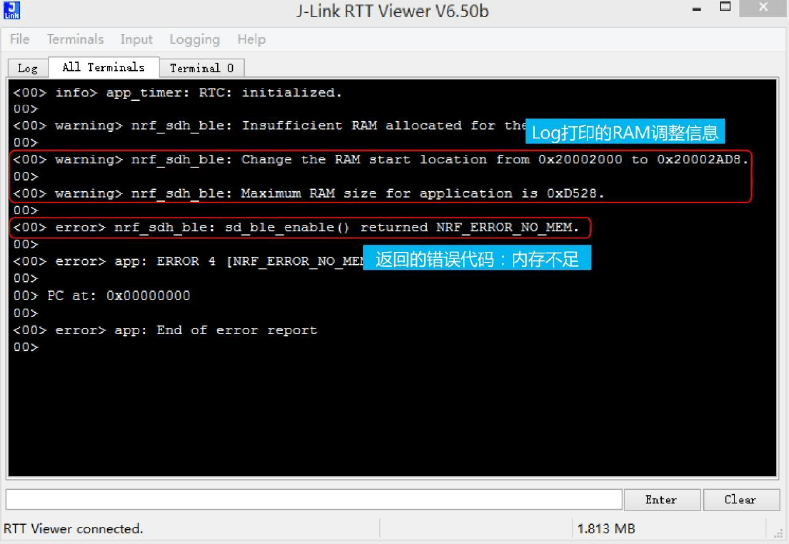 J-Link RTT Viewer V6.50b
File Terminals Input Logging Help
Log All Terminals Terminal 0
<00> info> app_timer: RTC: initialized.
00>
<00> warning> nrf_sdh_ble: Insufficient RAM allocated for the
Log打印的RAM调整信息
00>
<00> warning> nrf_sdh_ble: Change the RAM start location from 0x20002000 to 0x20002AD8.
00>
<00> warning> nrf_sdh_ble: Maximum RAM size for application is 0xD528.
00>
<00> error> nrf_sdh_ble: sd_ble_enable() returned NRF_ERROR_NO_MEM.
00>
<00> error> app: ERROR 4 [NRF_ERROR_NO_MEM
返回的错误代码：内存不足
00>
00> PC at: 0x00000000
00>
<00> error> app: End of error report
00>
Enter Clear
RTT Viewer connected. 1.813 MB